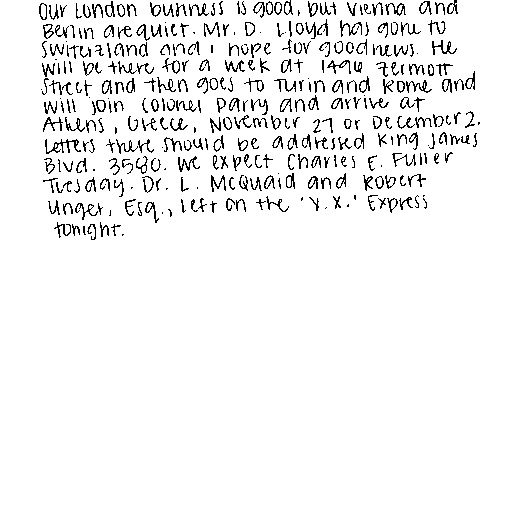 Our London buinness is good, but Vienna and
Berlin are quiet. Mr. D. Lloyd has gone to
Switerzland and I hope for good news. He
will be there for a week at 1496 Zermott
Street and then goes to Turin and Rome and
will join Colonel Parry and arrive at
Athens, Greece, November 27 or December 2.
Letters there should be addressed King James
Blvd. 3580. We expect Charles E. Fuller
Tuesday. Dr. L. McQuaid and Robert
Unger, Esq., left on the 'Y.X.' Express
tonight.